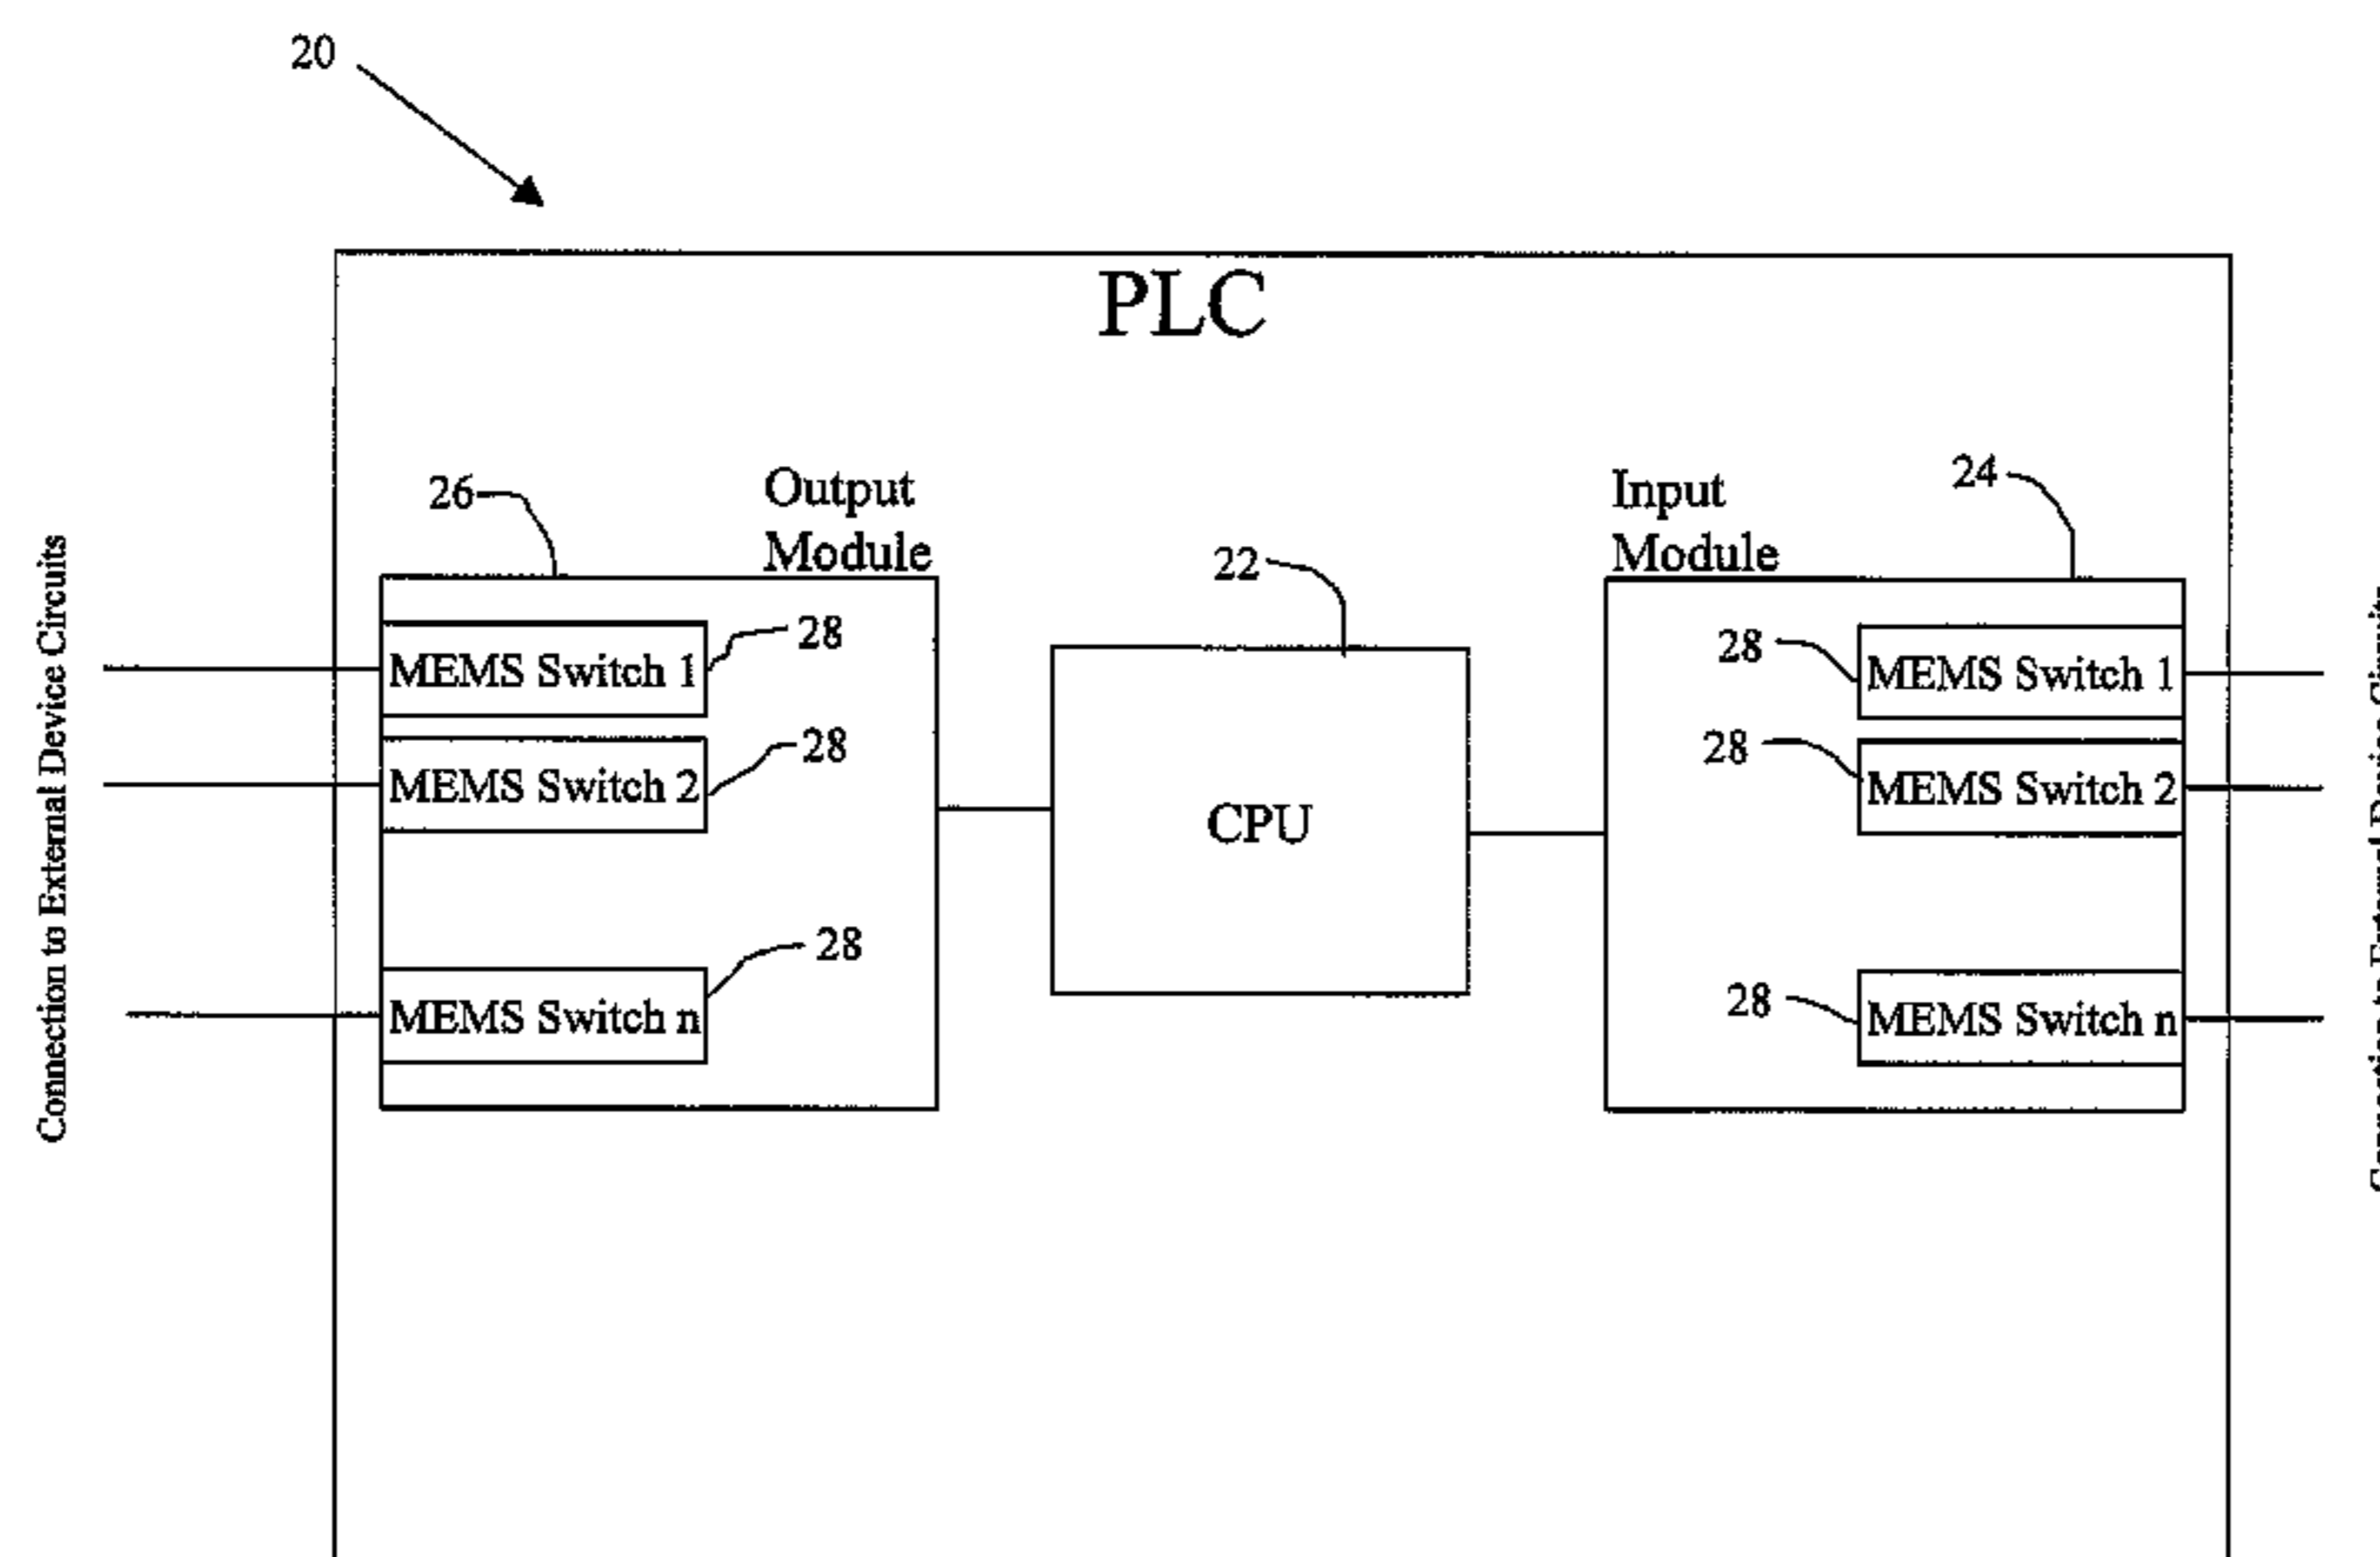 20
PLC
26
Output
Module
Input
Module
24
22
Connection to External Device Circuits
MEMS Switch 1
28
MEMS Switch 2
28
MEMS Switch n
28
CPU
28
MEMS Switch 1
28
MEMS Switch 2
28
MEMS Switch n